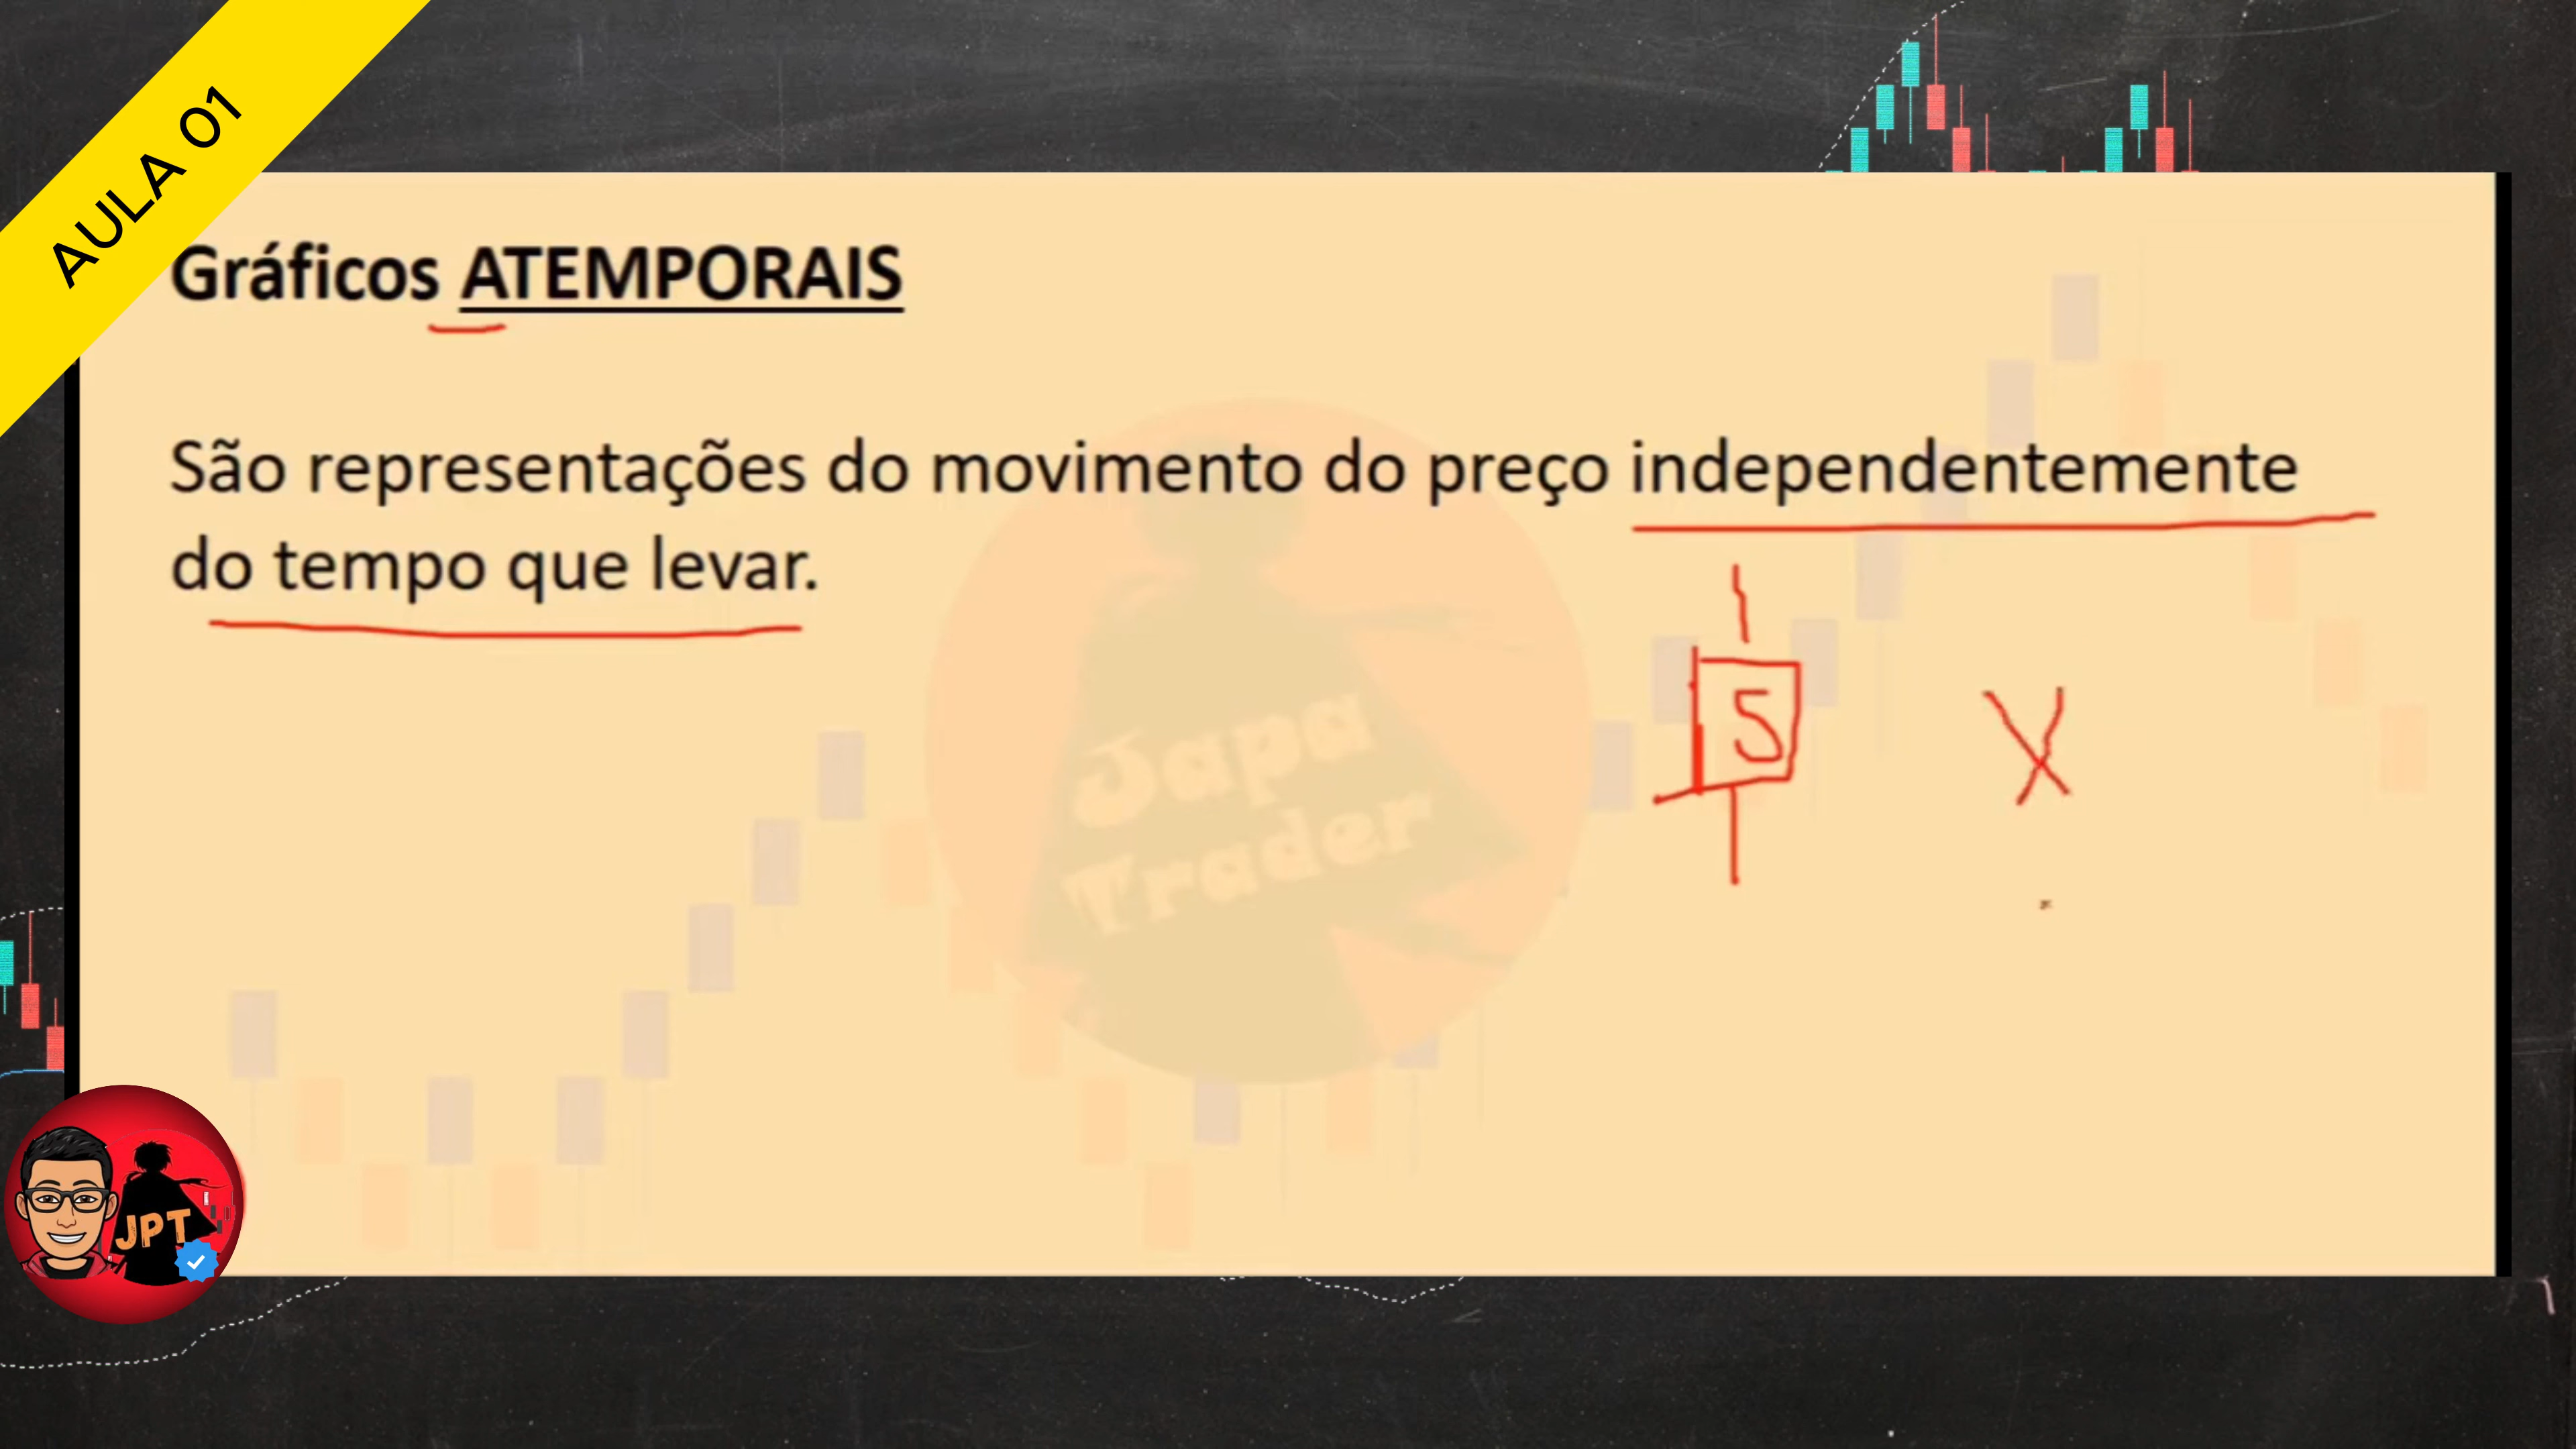 AULA 01
Gráficos ATEMPORAIS
São representações do movimento do preço independentemente
do tempo que levar.
5
X
Japa
Trader
JPT